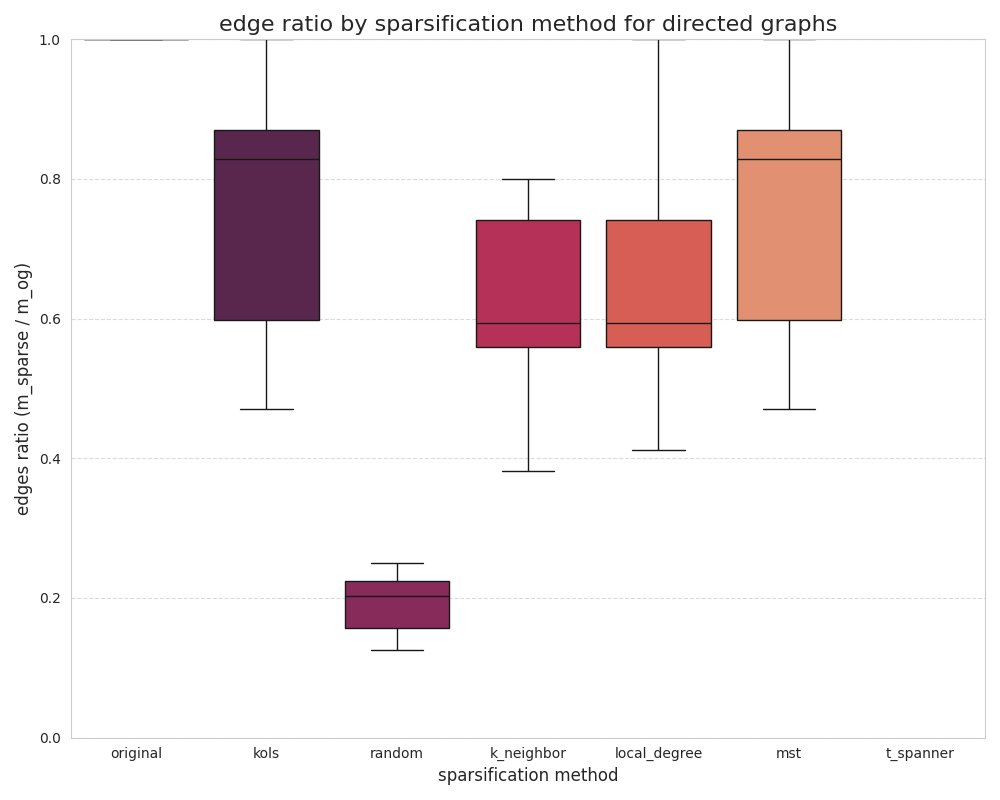 edge ratio by sparsification method for directed graphs
edges ratio (m_sparse / m_og)
1.0
0.8
0.6
0.4
0.2
0.0
original kols random k_neighbor local_degree mst t_spanner
sparsification method